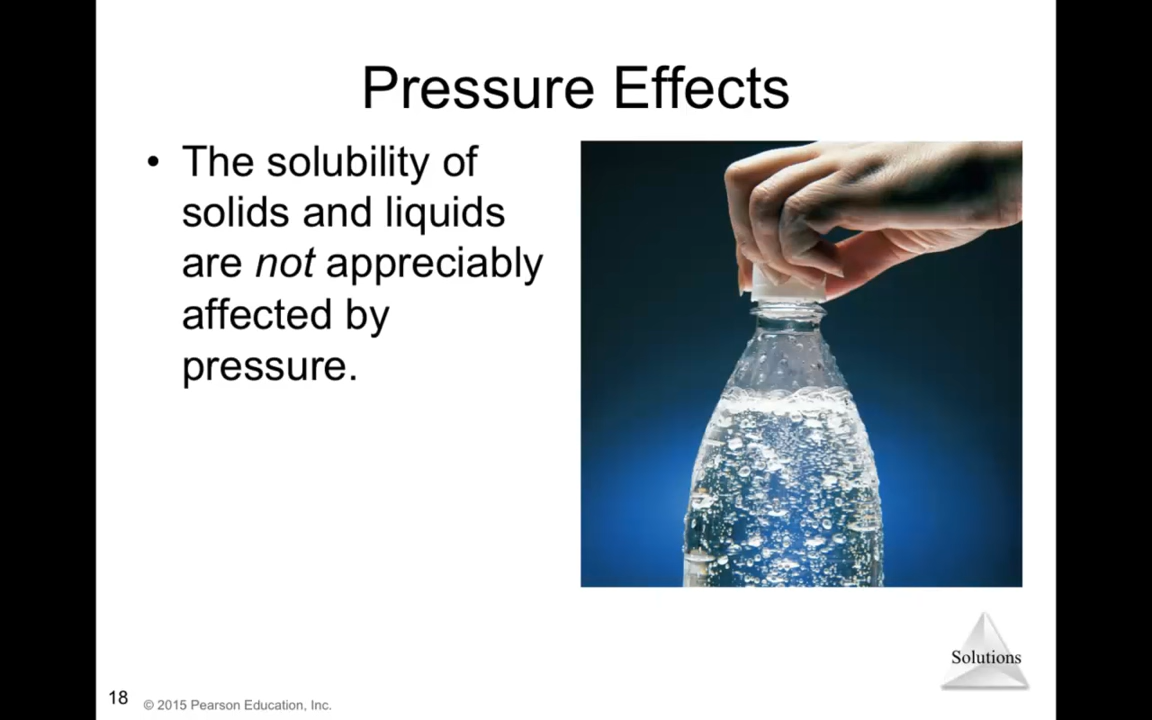 Pressure Effects
• The solubility of
solids and liquids
are not appreciably
affected by
pressure.
Solutions
18 © 2015 Pearson Education, Inc.